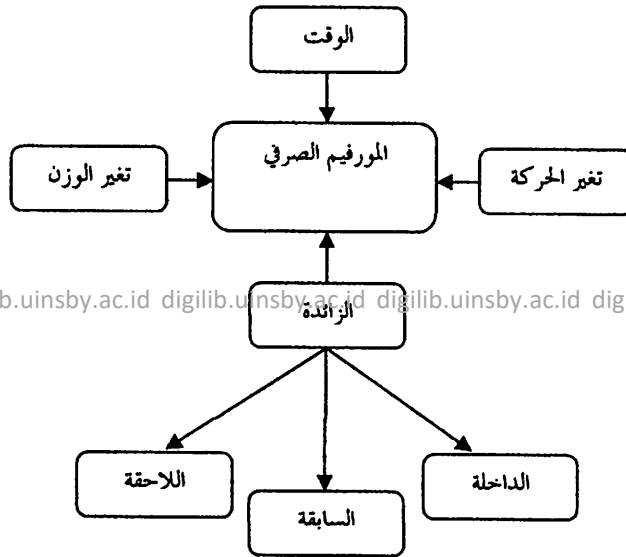 الوقت
المورفيم الصرفي
تغير الحركة
تغير الوزن
b.uinsby.ac.id digilib.uinsby.ac.id digilib.uinsby.ac.id dig
الزائدة
الداخلة
السابقة
اللاحقة